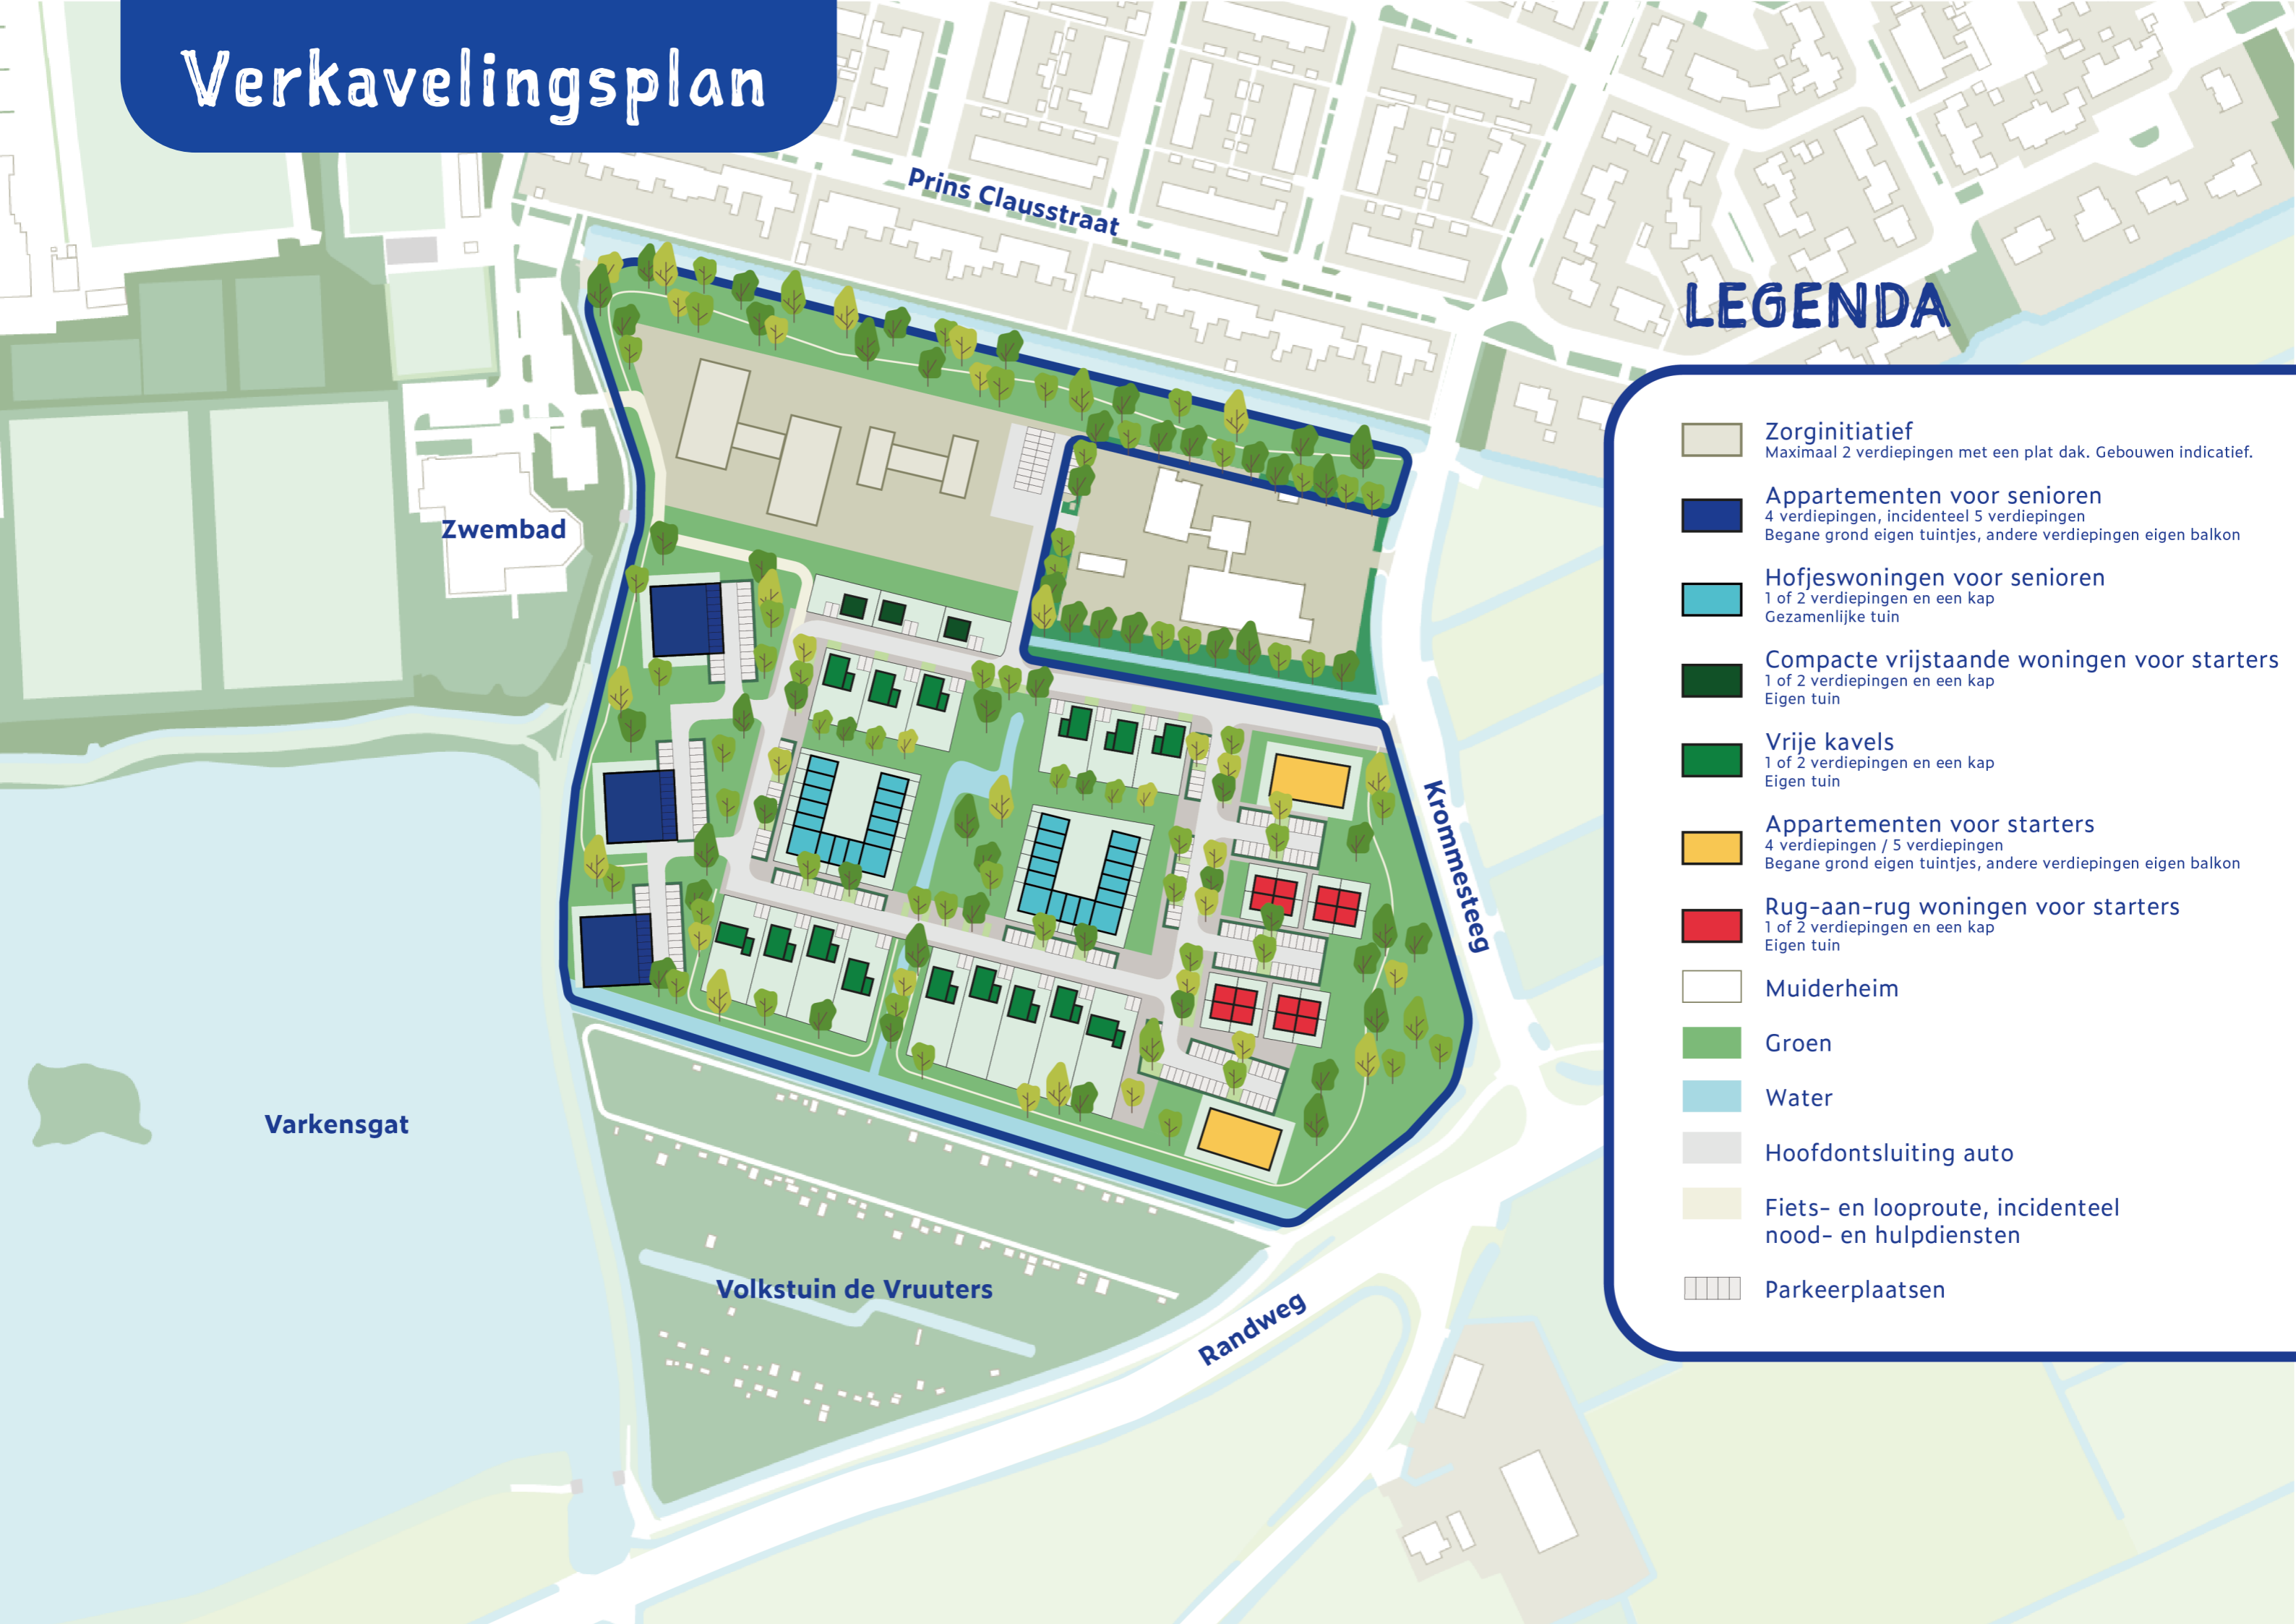 Verkavelingsplan
Prins Clausstraat
LEGENDA
Zorginitiatief
Maximaal 2 verdiepingen met een plat dak. Gebouwen indicatief.
Appartementen voor senioren
4 verdiepingen, incidenteel 5 verdiepingen
Begane grond eigen tuintjes, andere verdiepingen eigen balkon
Hofjeswoningen voor senioren
1 of 2 verdiepingen en een kap
Gezamenlijke tuin
Compacte vrijstaande woningen voor starters
1 of 2 verdiepingen en een kap
Eigen tuin
Vrije kavels
1 of 2 verdiepingen en een kap
Eigen tuin
Appartementen voor starters
4 verdiepingen / 5 verdiepingen
Begane grond eigen tuintjes, andere verdiepingen eigen balkon
Rug-aan-rug woningen voor starters
1 of 2 verdiepingen en een kap
Eigen tuin
Muiderheim
Groen
Water
Hoofdontsluiting auto
Fiets- en looproute, incidenteel
nood- en hulpdiensten
Parkeerplaatsen
Zwembad
Krommesteeg
Varkensgat
Volkstuin de Vruuters
Randweg